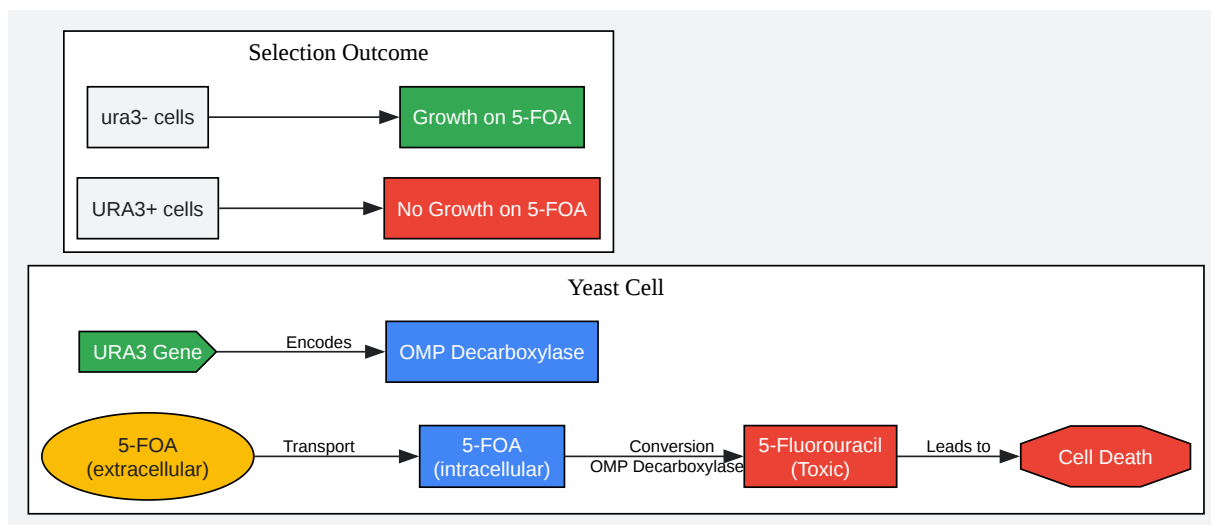 Selection Outcome
ura3- cells
Growth on 5-FOA
URA3+ cells
No Growth on 5-FOA
Yeast Cell
URA3 Gene
Encodes
OMP Decarboxylase
5-FOA
(extracellular)
Transport
5-FOA
(intracellular)
Conversion
OMP Decarboxylase
5-Fluorouracil
(Toxic)
Leads to
Cell Death